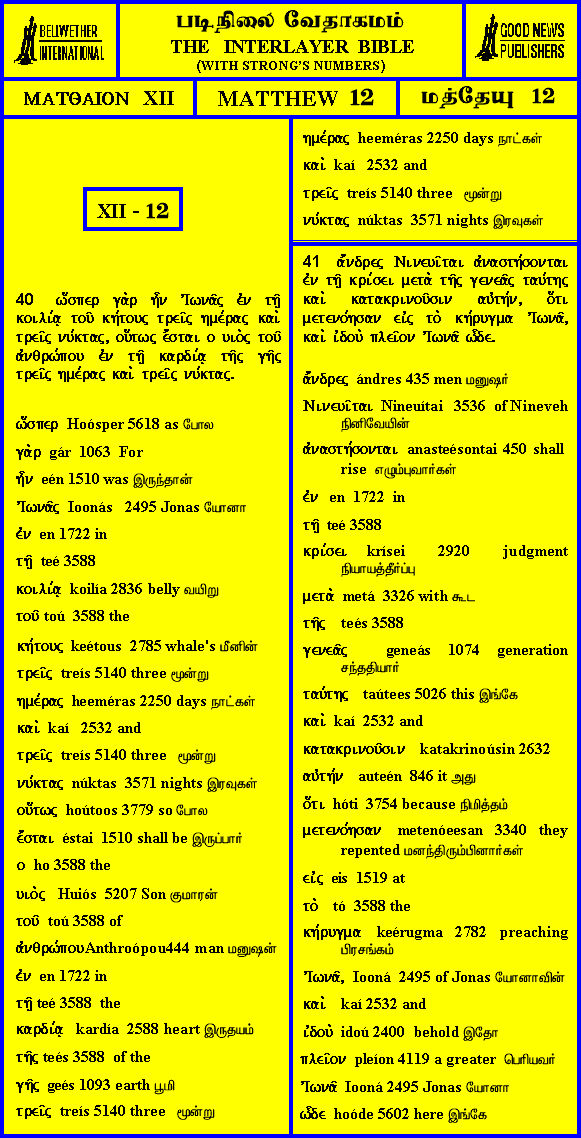 BELLWETHER
INTERNATIONAL
படிநிலை வேதாகமம்
THE INTERLAYER BIBLE
(WITH STRONG'S NUMBERS)
GOOD NEWS
PUBLISHERS
ΜΑΤΘΑΙΟΝ XII
MATTHEW 12
மத்தேயு 12
XII - 12
40 ὥσπερ γὰρ ἦν Ἰωνᾶς ἐν τῇ
κοιλίᾳ τοῦ κήτους τρεῖς ημέρας καὶ
τρεῖς νύκτας, οὕτως ἔσται ο υιὸς τοῦ
ἀνθρώπου ἐν τῇ καρδίᾳ τῆς γῆς
τρεῖς ημέρας καὶ τρεῖς νύκτας.
ὥσπερ Hoósper 5618 as போல
γὰρ gár 1063 For
ἦν eén 1510 was இருந்தான்
Ἰωνᾶς Ioonás 2495 Jonas யோனா
ἐν en 1722 in
τῇ teé 3588
κοιλίᾳ koilía 2836 belly வயிறு
τοῦ toú 3588 the
κήτους keétous 2785 whale's மீனின்
τρεῖς treís 5140 three மூன்று
ημέρας heeméras 2250 days நாட்கள்
καὶ kaí 2532 and
τρεῖς treís 5140 three மூன்று
νύκτας núktas 3571 nights இரவுகள்
οὕτως hoútoos 3779 so போல
ἔσται éstai 1510 shall be இருப்பார்
ο ho 3588 the
υιὸς Huiós 5207 Son குமாரன்
τοῦ toú 3588 of
ἀνθρώπουAnthroópou444 man மனுஷன்
ἐν en 1722 in
τῇ teé 3588 the
καρδίᾳ kardía 2588 heart இருதயம்
τῆς teés 3588 of the
γῆς geés 1093 earth பூமி
τρεῖς treís 5140 three மூன்று
ημέρας heeméras 2250 days நாட்கள்
καὶ kaí 2532 and
τρεῖς treís 5140 three மூன்று
νύκτας núktas 3571 nights இரவுகள்
41 ἄνδρες Νινευῖται ἀναστήσονται
ἐν τῇ κρίσει μετὰ τῆς γενεᾶς ταύτης
καὶ κατακρινοῦσιν αὐτήν, ὅτι
μετενόησαν εἰς τὸ κήρυγμα Ἰωνᾶ,
καὶ ἰδοὺ πλεῖον Ἰωνᾶ ὧδε.
ἄνδρες ándres 435 men மனுஷர்
Νινευῖται Nineuítai 3536 of Nineveh
நினிவேயின்
ἀναστήσονται anasteésontai 450 shall
rise எழும்புவார்கள்
ἐν en 1722 in
τῇ teé 3588
κρίσει krísei 2920 judgment
நியாயத்தீர்ப்பு
μετὰ metá 3326 with கூட
τῆς teés 3588
γενεᾶς geneás 1074 generation
சந்ததியார்
ταύτης taútees 5026 this இங்கே
καὶ kaí 2532 and
κατακρινοῦσιν katakrinoúsin 2632
αὐτήν auteén 846 it அது
ὅτι hóti 3754 because நிமித்தம்
μετενόησαν metenóeesan 3340 they
repented மனந்திரும்பினார்கள்
εἰς eis 1519 at
τὸ tó 3588 the
κήρυγμα keérugma 2782 preaching
பிரசங்கம்
Ἰωνᾶ, Iooná 2495 of Jonas யோனாவின்
καὶ kaí 2532 and
ἰδοὺ idoú 2400 behold இதோ
πλεῖον pleíon 4119 a greater பெரியவர்
Ἰωνᾶ Iooná 2495 Jonas யோனா
ὧδε hoóde 5602 here இங்கே